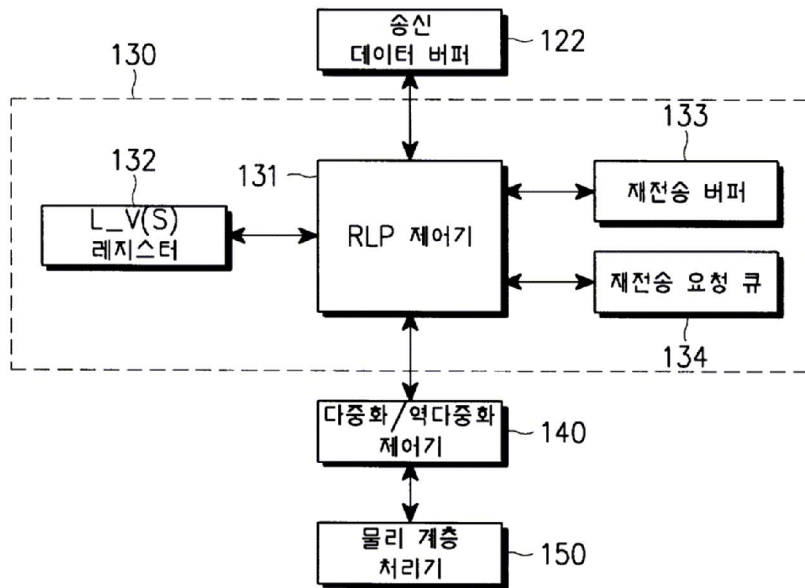 송신
데이터 버퍼
122
130
132
131
133
L_V(S)
레지스터
RLP 제어기
재전송 버퍼
재전송 요청 큐
134
다중화/역다중화
제어기
140
물리 계층
처리기
150